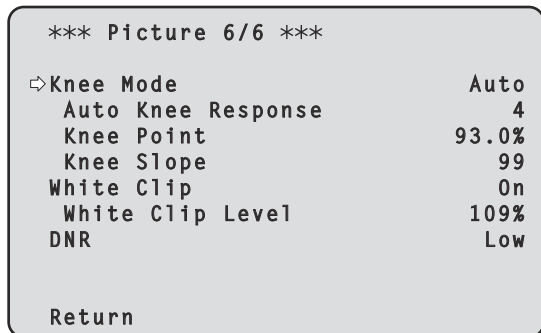 *** Picture 6/6 ***
⇨Knee Mode Auto
Auto Knee Response 4
Knee Point 93.0%
Knee Slope 99
White Clip On
White Clip Level 109%
DNR Low
Return